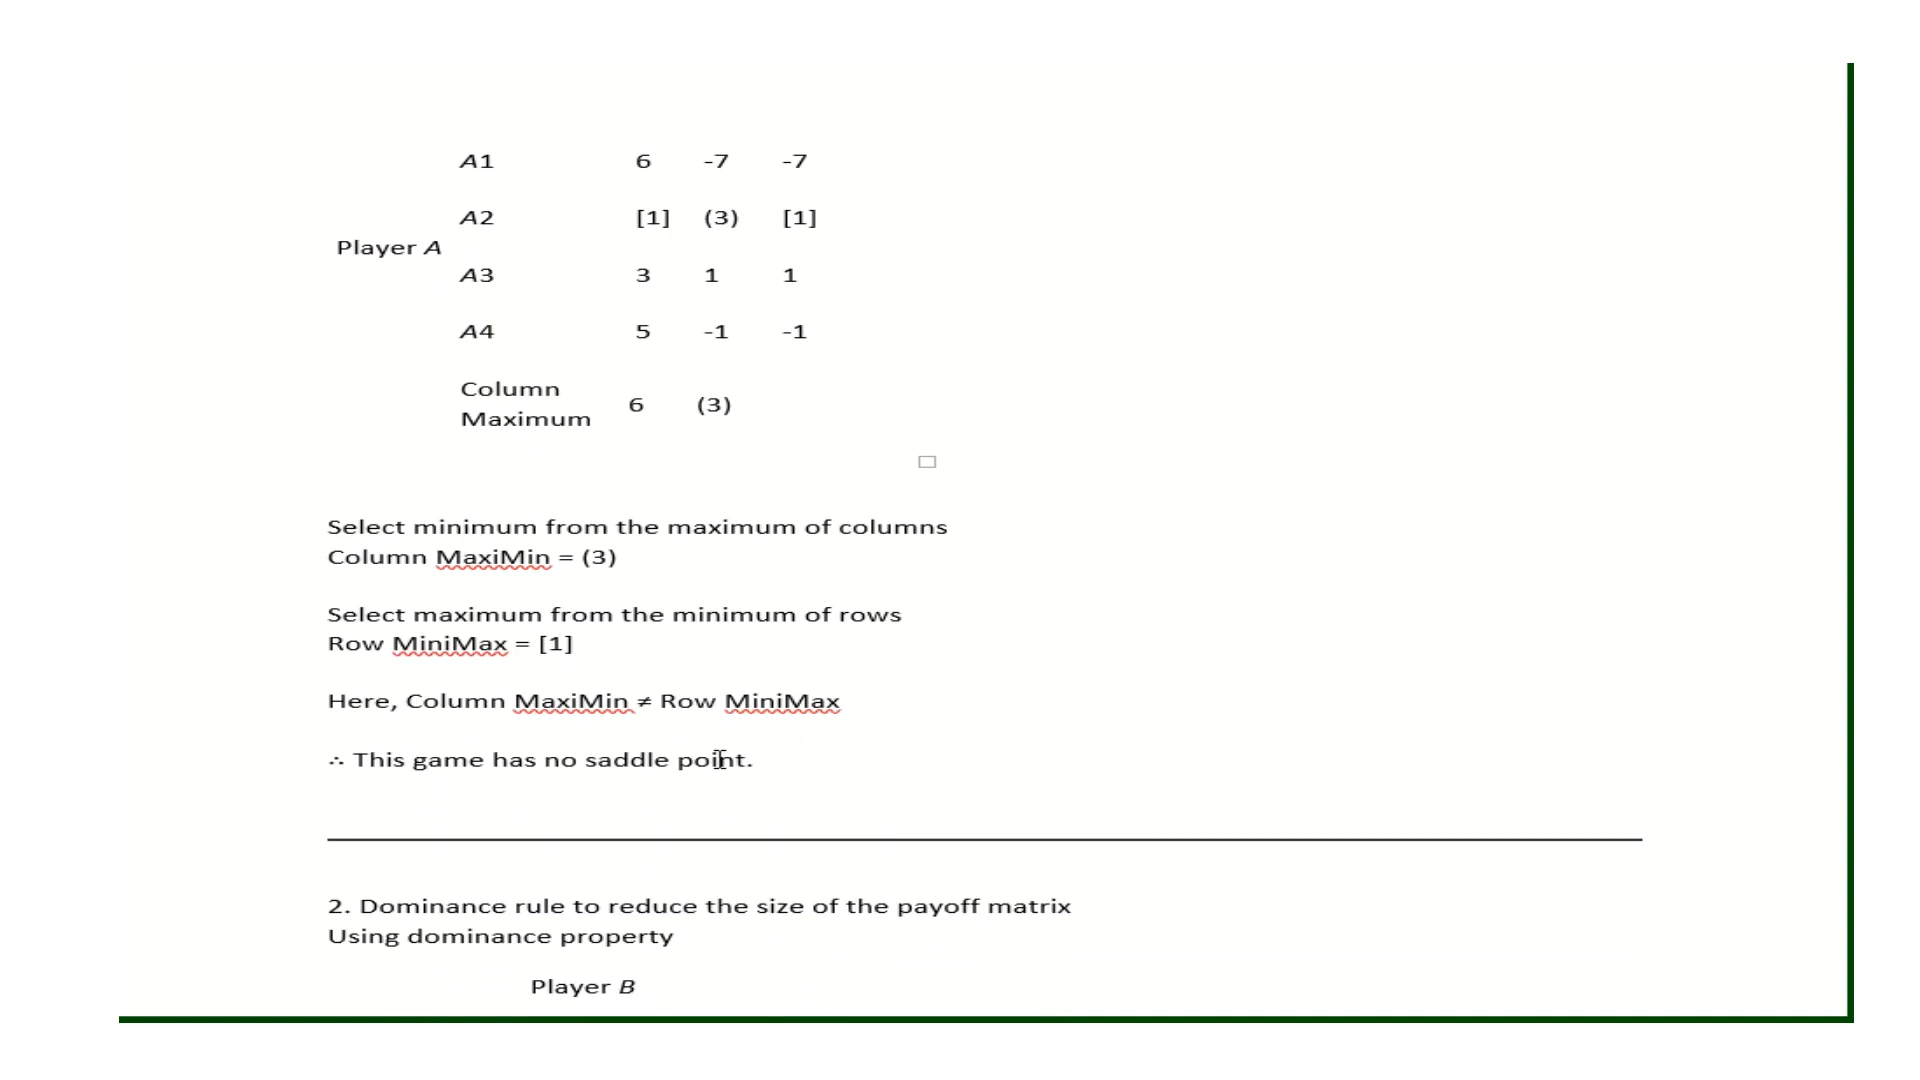 A1 6 -7 -7
A2 [1] (3) [1]
Player A
A3 3 1 1
A4 5 -1 -1
Column
Maximum 6 (3)
Select minimum from the maximum of columns
Column MaxiMin = (3)
Select maximum from the minimum of rows
Row MiniMax = [1]
Here, Column MaxiMin ≠ Row MiniMax
∴ This game has no saddle point.
2. Dominance rule to reduce the size of the payoff matrix
Using dominance property
Player B